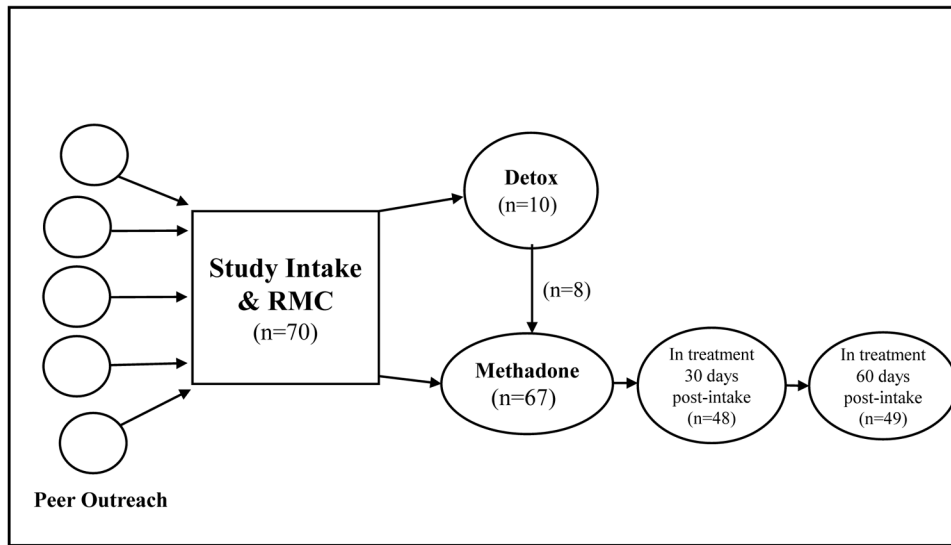 Detox
(n=10)
Study Intake
& RMC
(n=70)
(n=8)
Methadone
(n=67)
In treatment
30 days
post-intake
(n=48)
In treatment
60 days
post-intake
(n=49)
Peer Outreach